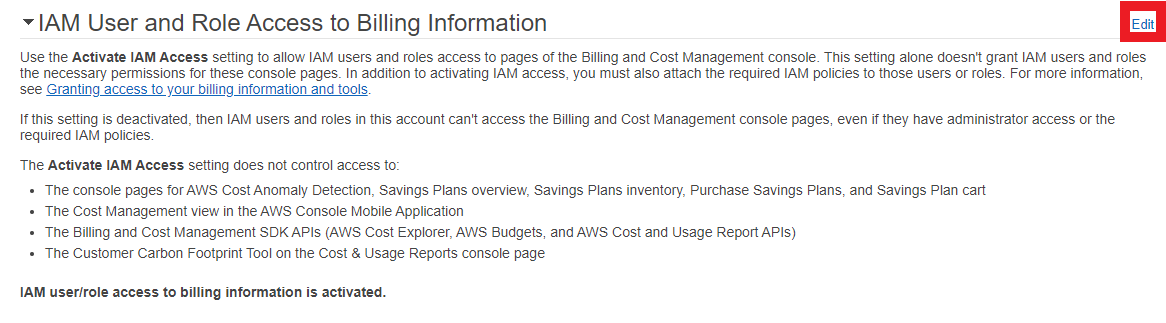 IAM User and Role Access to Billing Information
Edit
Use the Activate IAM Access setting to allow IAM users and roles access to pages of the Billing and Cost Management console. This setting alone doesn't grant IAM users and roles
the necessary permissions for these console pages. In addition to activating IAM access, you must also attach the required IAM policies to those users or roles. For more information,
see Granting access to your billing information and tools.
If this setting is deactivated, then IAM users and roles in this account can't access the Billing and Cost Management console pages, even if they have administrator access or the
required IAM policies.
The Activate IAM Access setting does not control access to:
• The console pages for AWS Cost Anomaly Detection, Savings Plans overview, Savings Plans inventory, Purchase Savings Plans, and Savings Plan cart
• The Cost Management view in the AWS Console Mobile Application
• The Billing and Cost Management SDK APIs (AWS Cost Explorer, AWS Budgets, and AWS Cost and Usage Report APIs)
• The Customer Carbon Footprint Tool on the Cost & Usage Reports console page
IAM user/role access to billing information is activated.